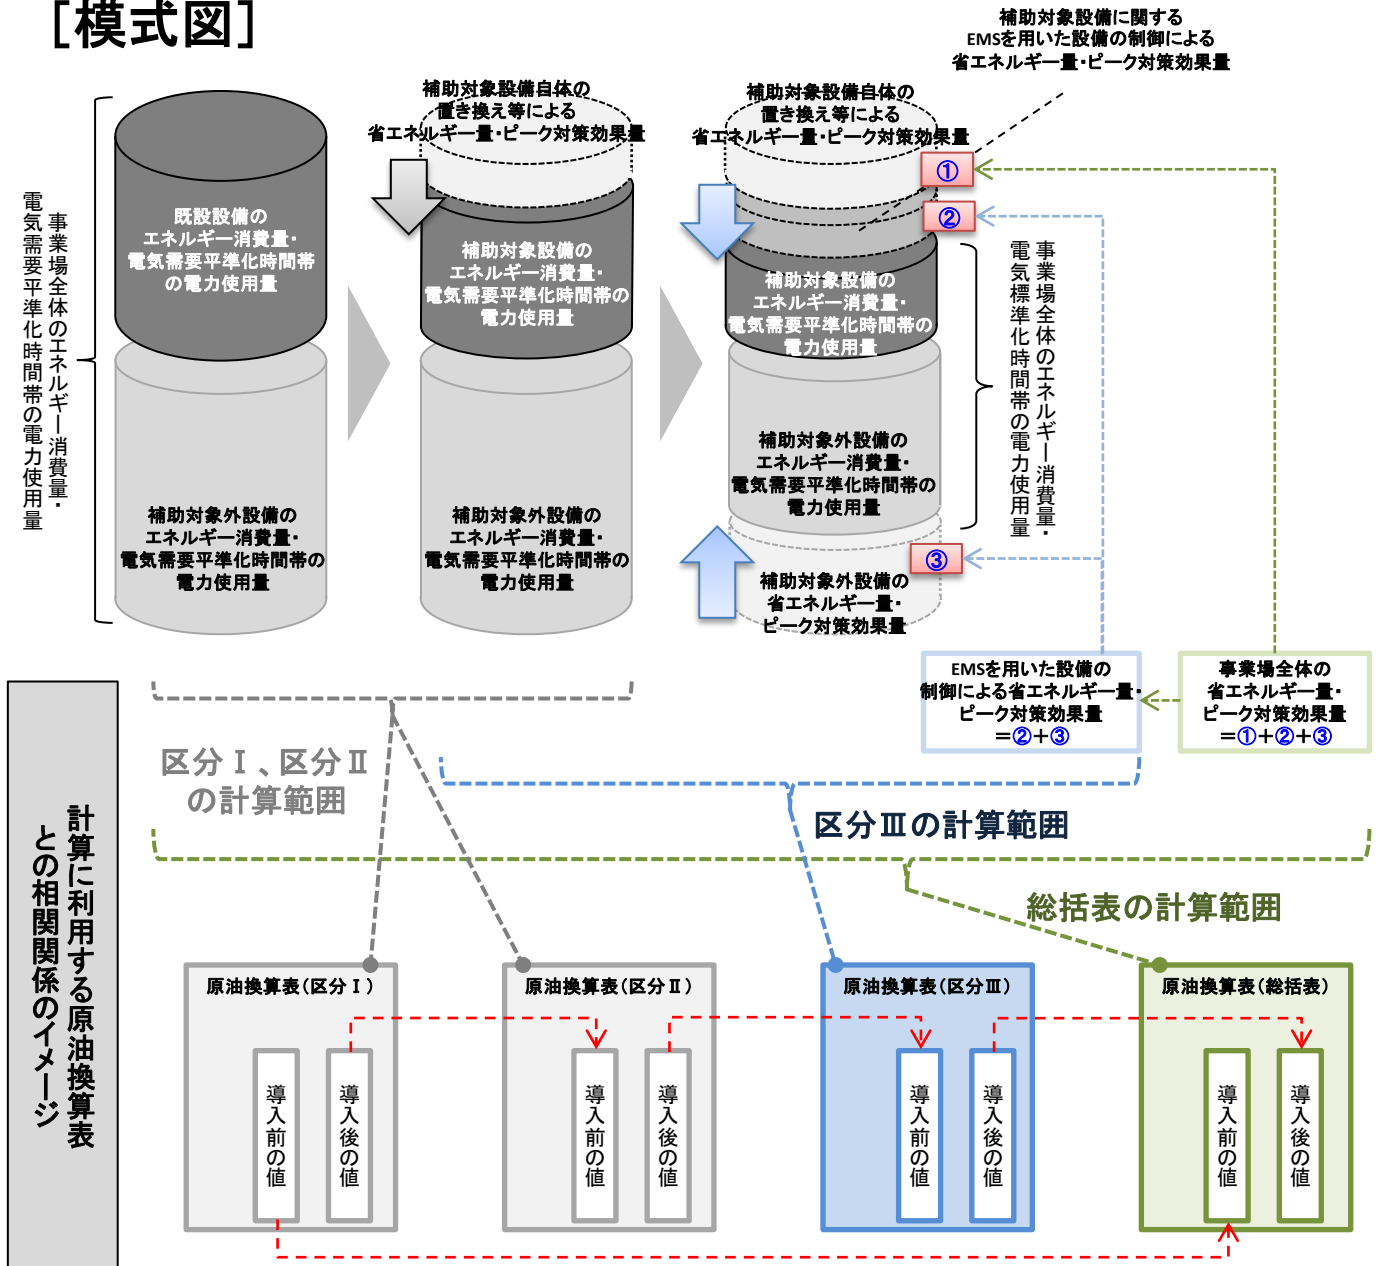 ［模式図］
補助対象設備に関する
EMSを用いた設備の制御による
省エネルギー量・ピーク対策効果量
補助対象設備自体の
置き換え等による
省エネルギー量・ピーク対策効果量
補助対象設備自体の
置き換え等による
省エネルギー量・ピーク対策効果量
事業場全体のエネルギー消費量・
電気需要平準化時間帯の電力使用量
既設設備の
エネルギー消費量・
電気需要平準化時間帯
の電力使用量
補助対象設備の
エネルギー消費量・
電気需要平準化時間帯の
電力使用量
①
②
補助対象設備の
エネルギー消費量・
電気需要平準化時間帯の
電力使用量
事業場全体のエネルギー消費量・
電気標準化時間帯の電力使用量
補助対象外設備の
エネルギー消費量・
電気需要平準化時間帯の
電力使用量
補助対象外設備の
エネルギー消費量・
電気需要平準化時間帯の
電力使用量
補助対象外設備の
エネルギー消費量・
電気需要平準化時間帯の
電力使用量
③
補助対象外設備の
省エネルギー量・
ピーク対策効果量
EMSを用いた設備の
制御による省エネルギー量・
ピーク対策効果量
＝②＋③
事業場全体の
省エネルギー量・
ピーク対策効果量
＝①＋②＋③
区分Ⅰ、区分Ⅱ
の計算範囲
区分Ⅲの計算範囲
総括表の計算範囲
計算に利用する原油換算表
との相関関係のイメージ
原油換算表（区分Ⅰ）
導入前の値
導入後の値
原油換算表（区分Ⅱ）
導入前の値
導入後の値
原油換算表（区分Ⅲ）
導入前の値
導入後の値
原油換算表（総括表）
導入前の値
導入後の値